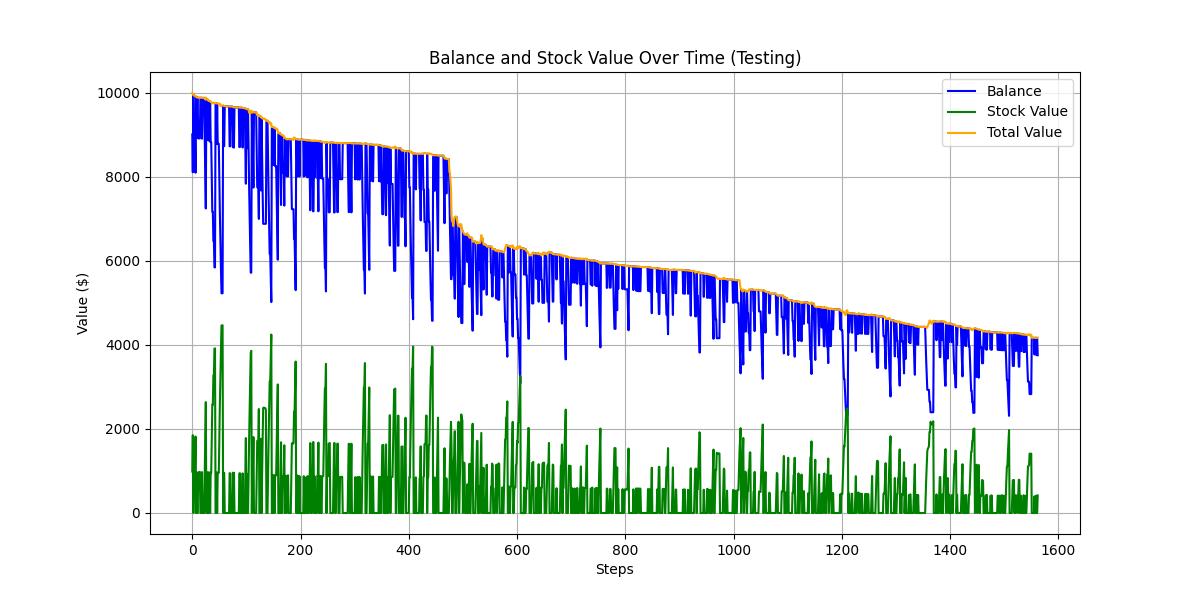 Balance and Stock Value Over Time (Testing)
Balance
Stock Value
Total Value
Value ($)
10000
8000
6000
4000
2000
0
0 200 400 600 800 1000 1200 1400 1600
Steps